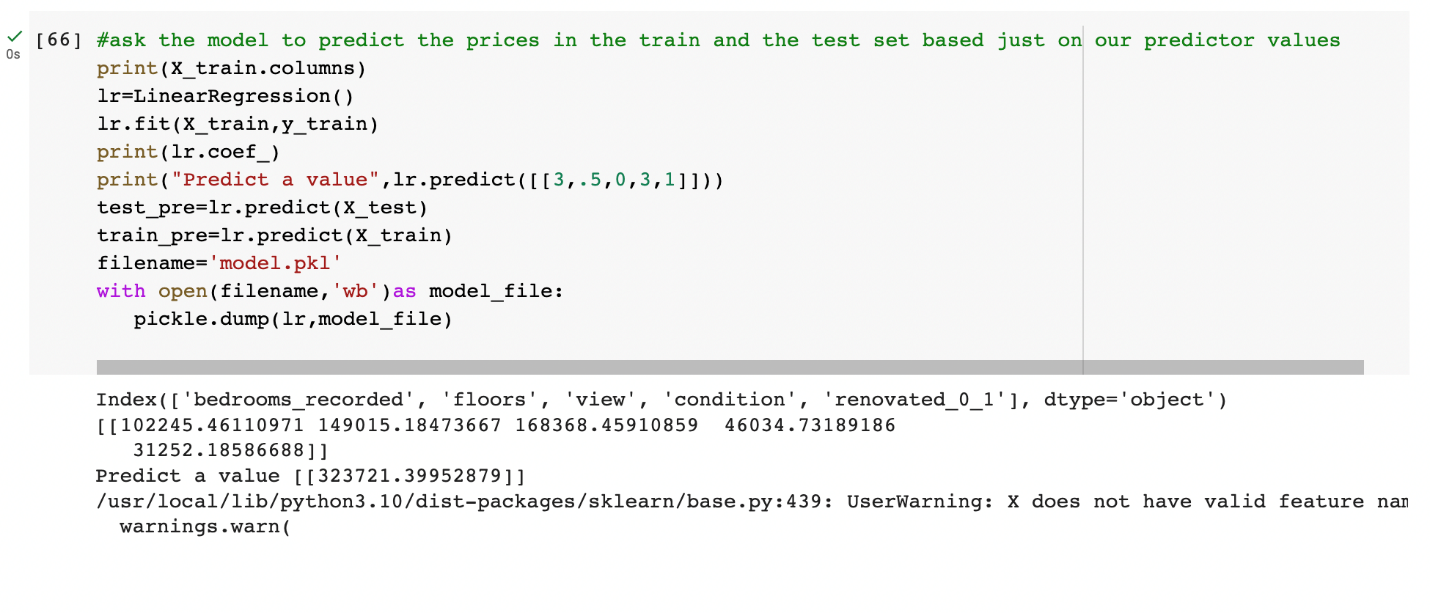 [66] #ask the model to predict the prices in the train and the test set based just on our predictor values
0s
print(X_train.columns)
lr=LinearRegression()
lr.fit(X_train,y_train)
print(lr.coef_)
print("Predict a value",lr.predict([[3,.5,0,3,1]]))
test_pre=lr.predict(X_test)
train_pre=lr.predict(X_train)
filename='model.pkl'
with open(filename,'wb')as model_file:
   pickle.dump(lr,model_file)
Index(['bedrooms_recorded', 'floors', 'view', 'condition', 'renovated_0_1'], dtype='object')
[[102245.46110971 149015.18473667 168368.45910859  46034.73189186
   31252.18586688]]
Predict a value [[323721.39952879]]
/usr/local/lib/python3.10/dist-packages/sklearn/base.py:439: UserWarning: X does not have valid feature nam
  warnings.warn(